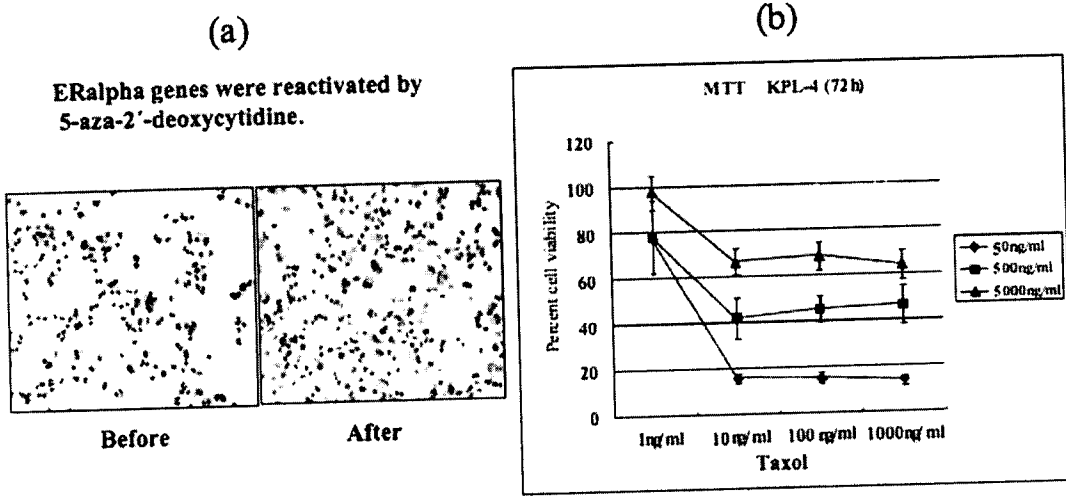 (a)
ERalpha genes were reactivated by
5-aza-2´-deoxycytidine.
Before
After
(b)
MTT KPL-4 (72h)
Percent cell viability
120
100
80
60
40
20
0
1ng/ml 10ng/ml 100ng/ml 1000ng/ml
Taxol
50ng/ml
500ng/ml
5000ng/ml